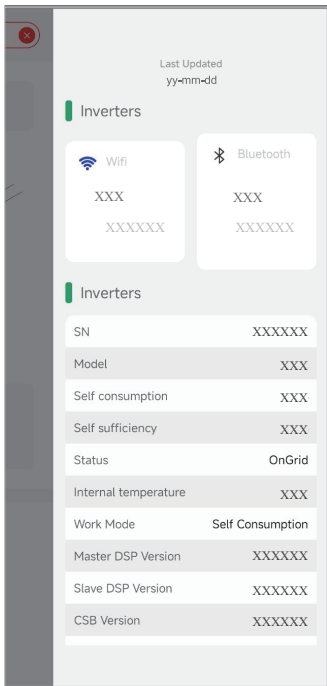 Last Updated
yy-mm-dd
Inverters
Wifi
XXX
XXXXXX
Bluetooth
XXX
XXXXXX
Inverters
SN XXXXXX
Model XXX
Self consumption XXX
Self sufficiency XXX
Status OnGrid
Internal temperature XXX
Work Mode Self Consumption
Master DSP Version XXXXXX
Slave DSP Version XXXXXX
CSB Version XXXXXX